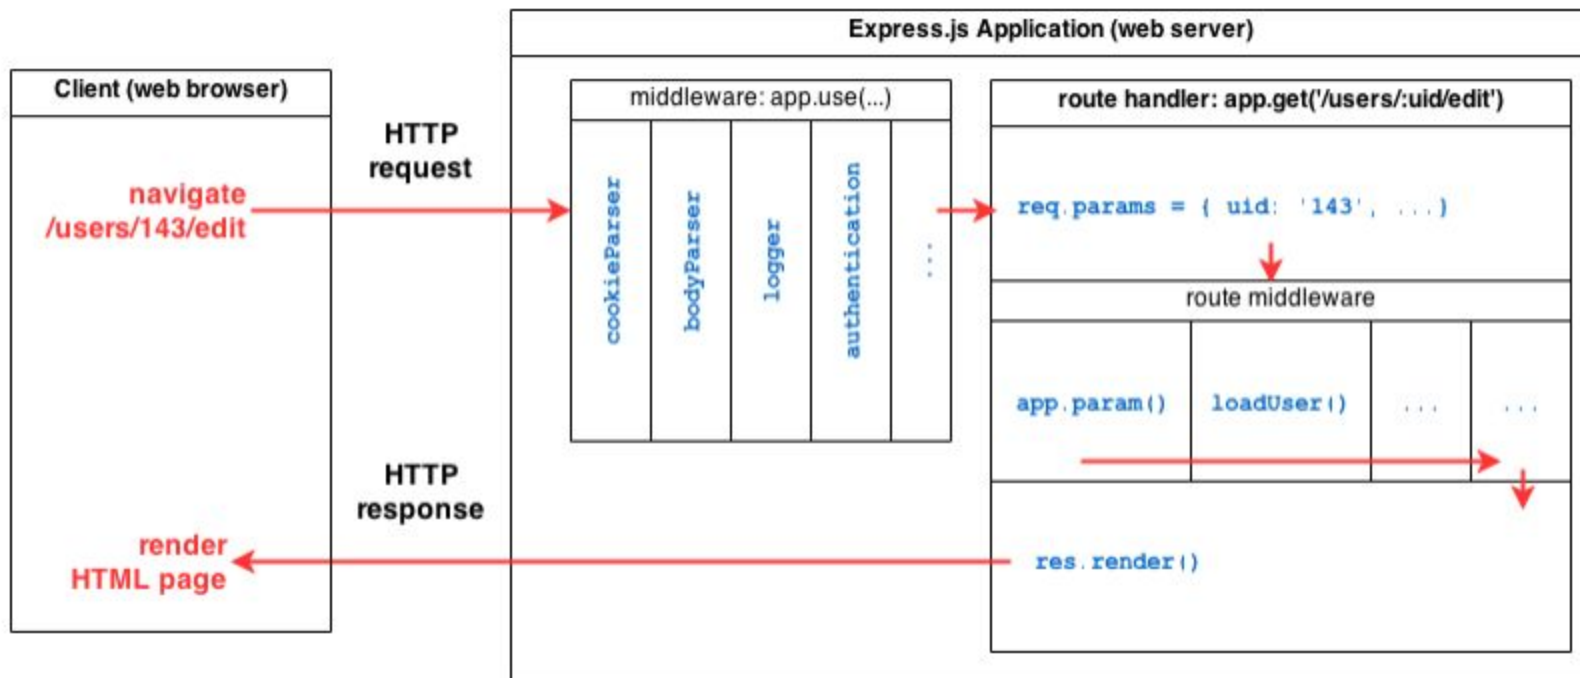 Express.js Application (web server)
Client (web browser)
middleware: app.use(...)
route handler: app.get('/users/:uid/edit')
HTTP
request
navigate
/users/143/edit
cookieParser
bodyParser
logger
authentication
...
req.params = { uid: '143', ...}
route middleware
app.param()
loadUser()
...
...
HTTP
response
render
HTML page
res.render()